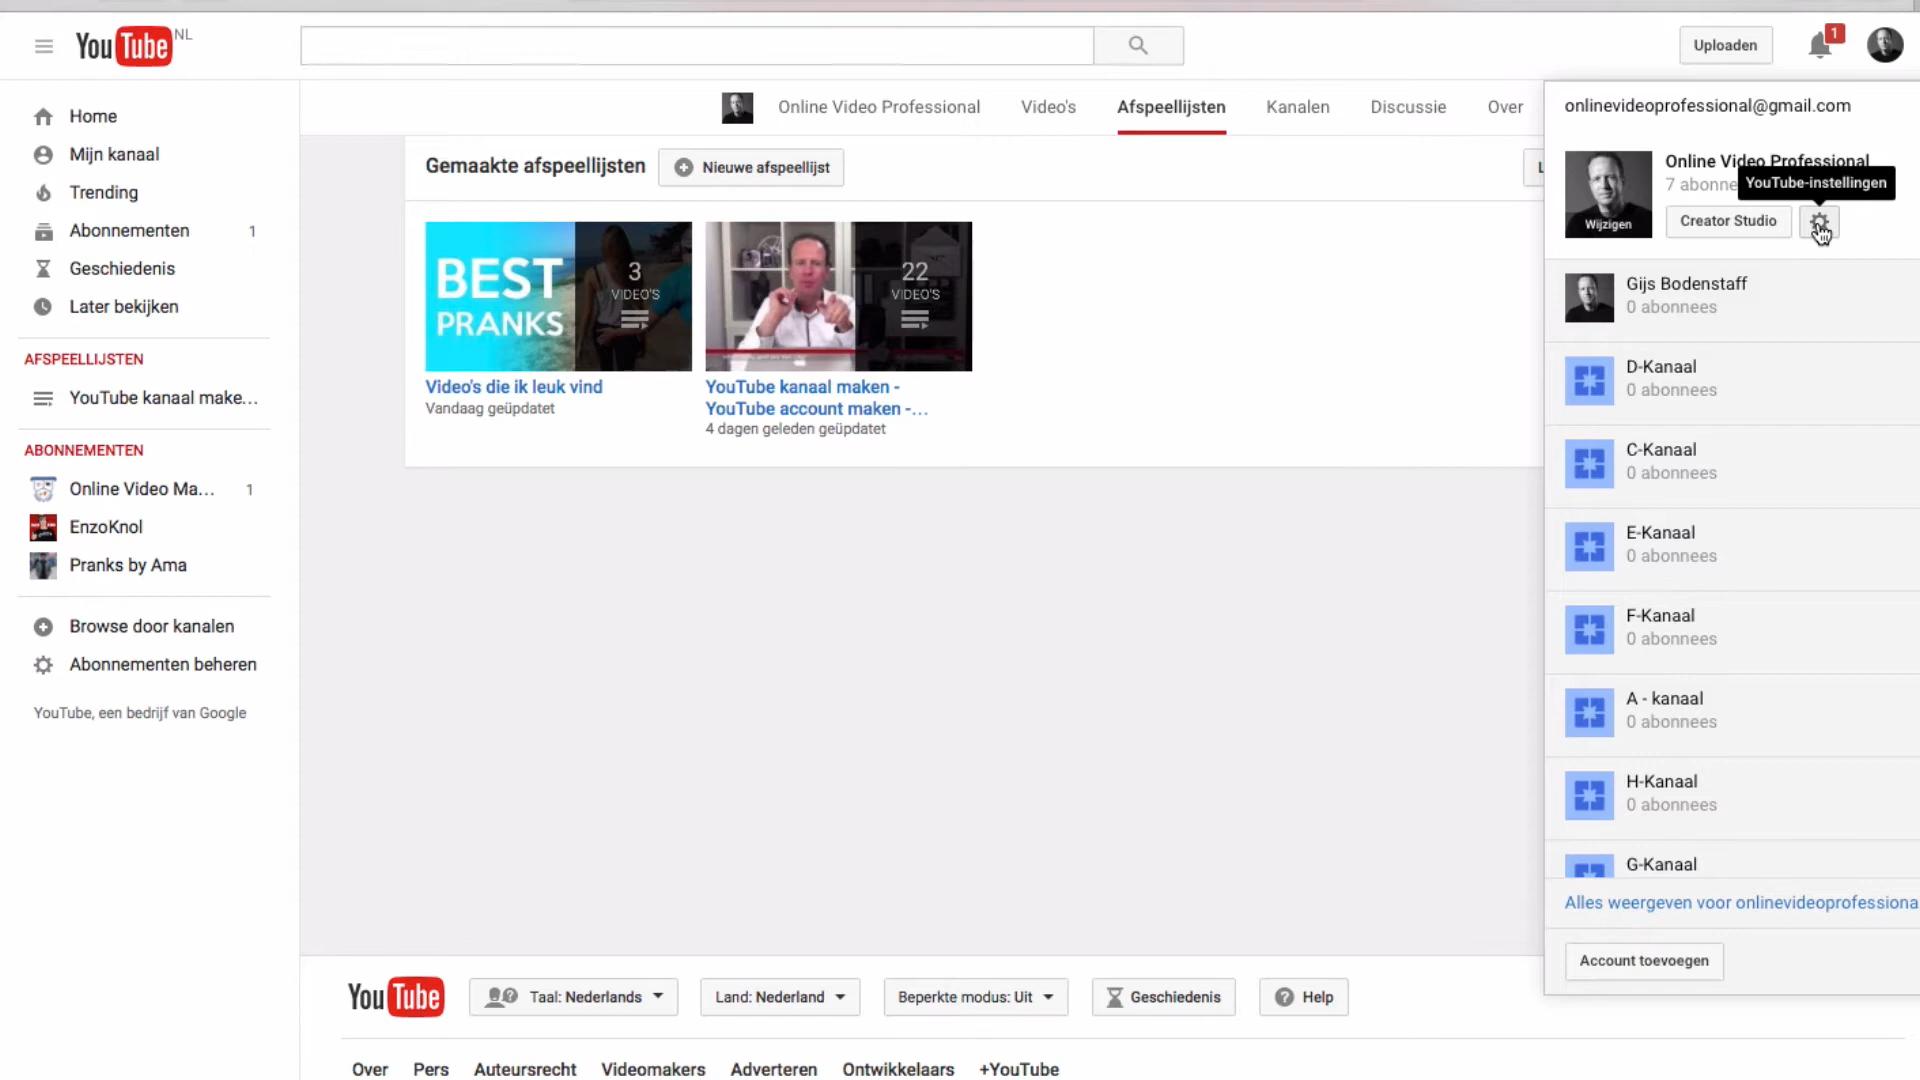 YouTube NL
Uploaden
1
Home
Mijn kanaal
Trending
Abonnementen 1
Geschiedenis
Later bekijken
AFSPEELLIJSTEN
YouTube kanaal make...
ABONNEMENTEN
Online Video Ma... 1
EnzoKnol
Pranks by Ama
Browse door kanalen
Abonnementen beheren
YouTube, een bedrijf van Google
Online Video Professional Video's Afspeellijsten Kanalen Discussie Over
Gemaakte afspeellijsten
Nieuwe afspeellijst
L
BEST
PRANKS
3
VIDEO'S
22
VIDEO'S
Video's die ik leuk vind
Vandaag geüpdatet
YouTube kanaal maken -
YouTube account maken -...
4 dagen geleden geüpdatet
onlinevideoprofessional@gmail.com
Online Video Professional
7 abonne
YouTube-instellingen
Wijzigen
Creator Studio
Gijs Bodenstaff
0 abonnees
D-Kanaal
0 abonnees
C-Kanaal
0 abonnees
E-Kanaal
0 abonnees
F-Kanaal
0 abonnees
A - kanaal
0 abonnees
H-Kanaal
0 abonnees
G-Kanaal
Alles weergeven voor onlinevideoprofessiona
Account toevoegen
YouTube
Taal: Nederlands
Land: Nederland
Beperkte modus: Uit
Geschiedenis
Help
Over Pers Auteursrecht Videomakers Adverteren Ontwikkelaars +YouTube